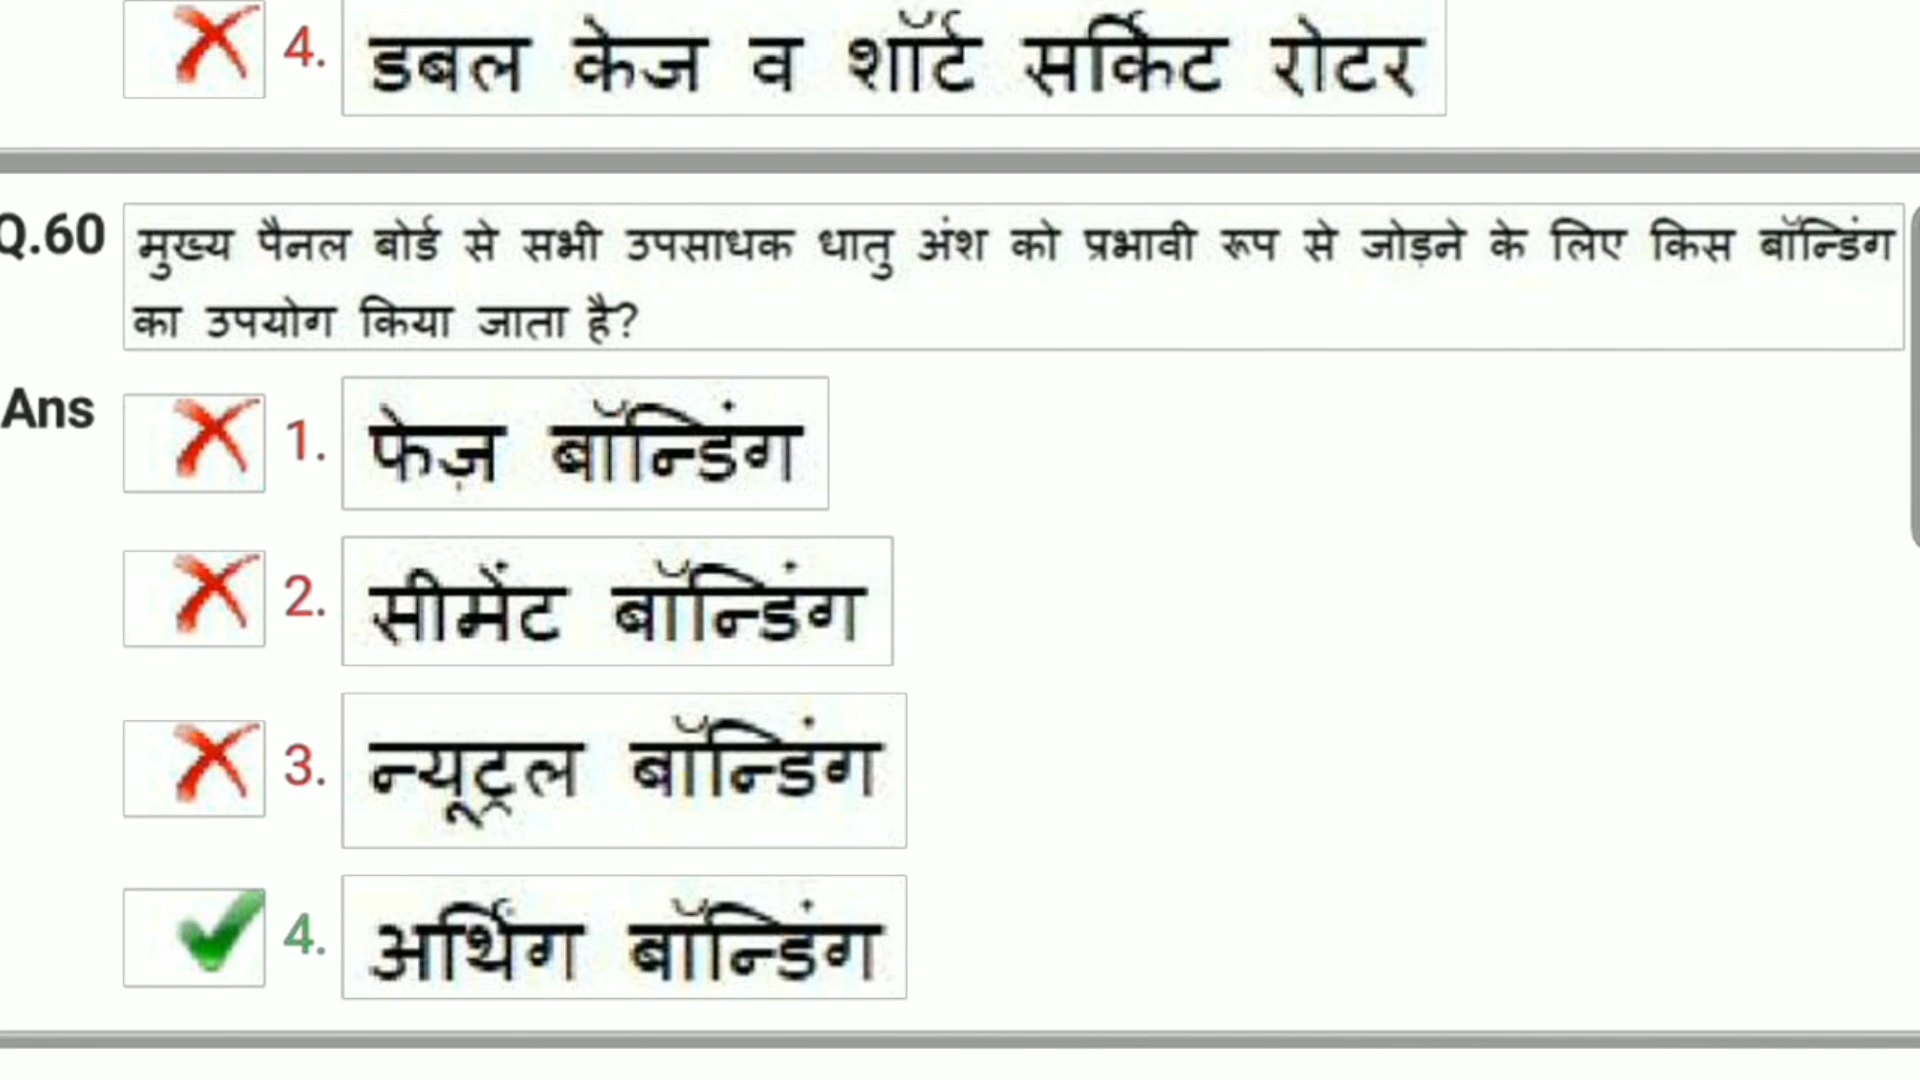 4. डबल केज व शॉर्ट सर्किट रोटर
Q.60 मुख्य पैनल बोर्ड से सभी उपसाधक धातु अंश को प्रभावी रूप से जोड़ने के लिए किस बॉन्डिंग
का उपयोग किया जाता है?
Ans 1. फेज़ बॉन्डिंग
2. सीमेंट बॉन्डिंग
3. न्यूट्रल बॉन्डिंग
4. अर्थिंग बॉन्डिंग